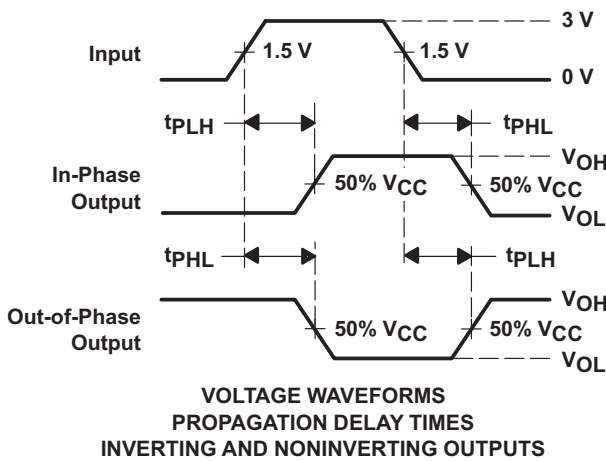 3 V
Input
1.5 V
1.5 V
0 V
tPLH
tPHL
VOH
In-Phase
Output
50% VCC
50% VCC
VOL
tPHL
tPLH
VOH
Out-of-Phase
Output
50% VCC
50% VCC
VOL
VOLTAGE WAVEFORMS
PROPAGATION DELAY TIMES
INVERTING AND NONINVERTING OUTPUTS